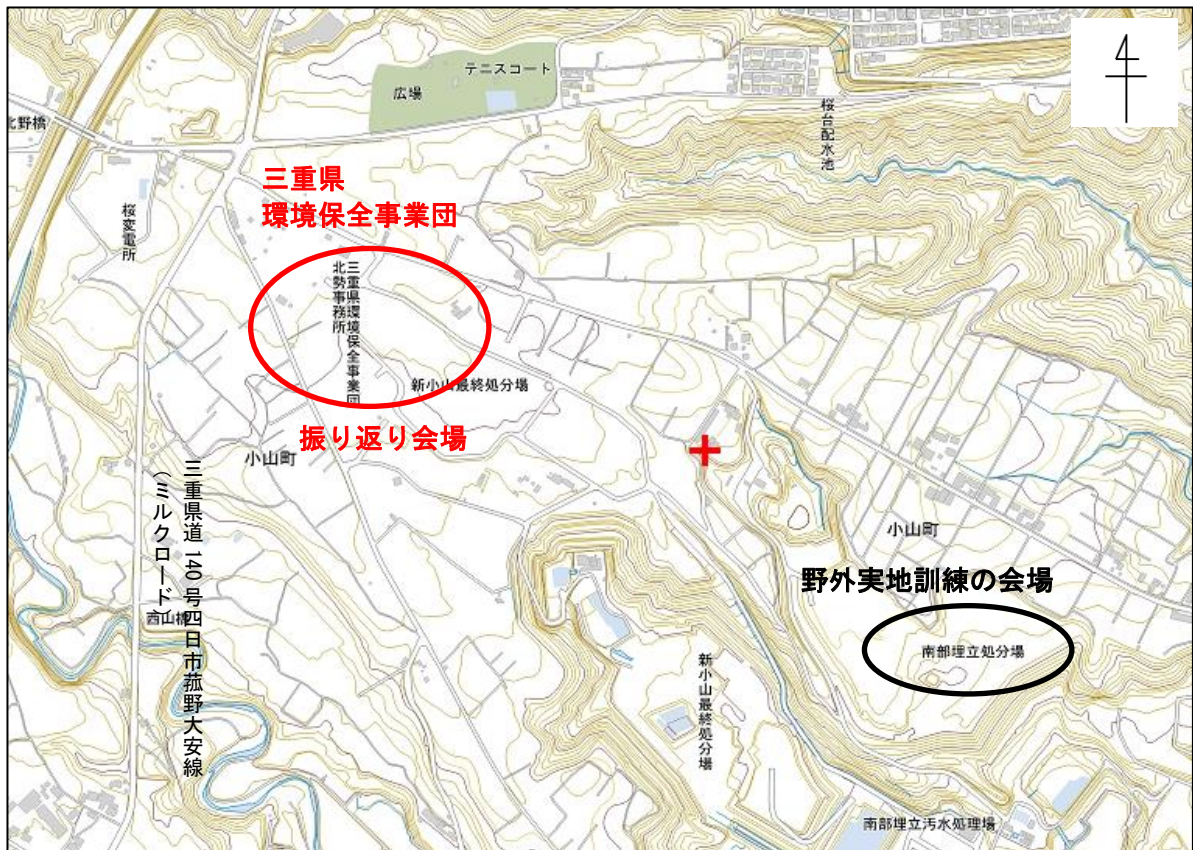 テニスコート
広場
北野橋
桜台配水池
三重県
環境保全事業団
桜変電所
三重県環境保全事業団
北勢事務所
新小山最終処分場
振り返り会場
小山町
三重県道140号四日市菰野大安線
(ミルクロード)
西山橋
小山町
野外実地訓練の会場
南部埋立処分場
新小山最終処分場
南部埋立汚水処理場